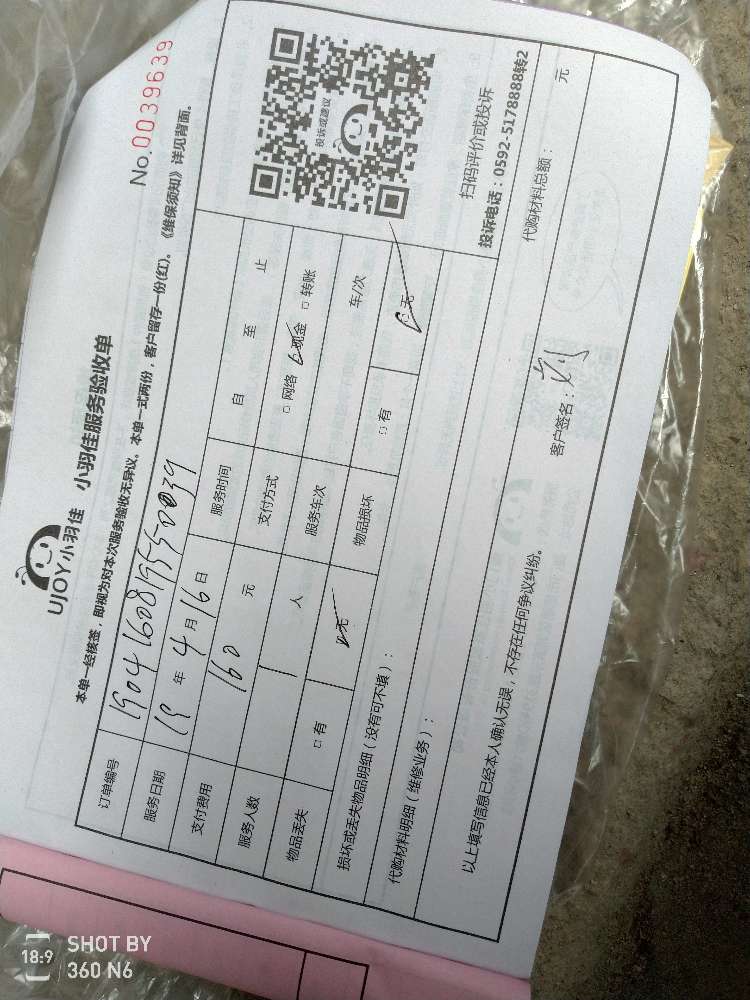 UJOY小羽佳 小羽佳服务验收单
No.0039639
本单一经核签，即视为对本次服务验收无异议。本单一式两份，客户留存一份(红)。《维保须知》详见背面。
订单编号 19041608195550039
服务日期 19 年 4 月 16 日 服务时间 自 至 止
支付费用 160 元 支付方式 □ 网络 □ 现金 □ 转账
服务人数 1 人 服务车次 车/次
物品丢失 □ 有 □ 无 物品损坏 □ 有 □ 无
投诉或建议
扫码评价或投诉
投诉电话：0592-5178888转2
损坏或丢失物品明细（没有可不填）：
代购材料明细（维修业务）： 代购材料总额： 元
以上填写信息已经本人确认无误，不存在任何争议纠纷。
客户签名：
18:9 SHOT BY
360 N6